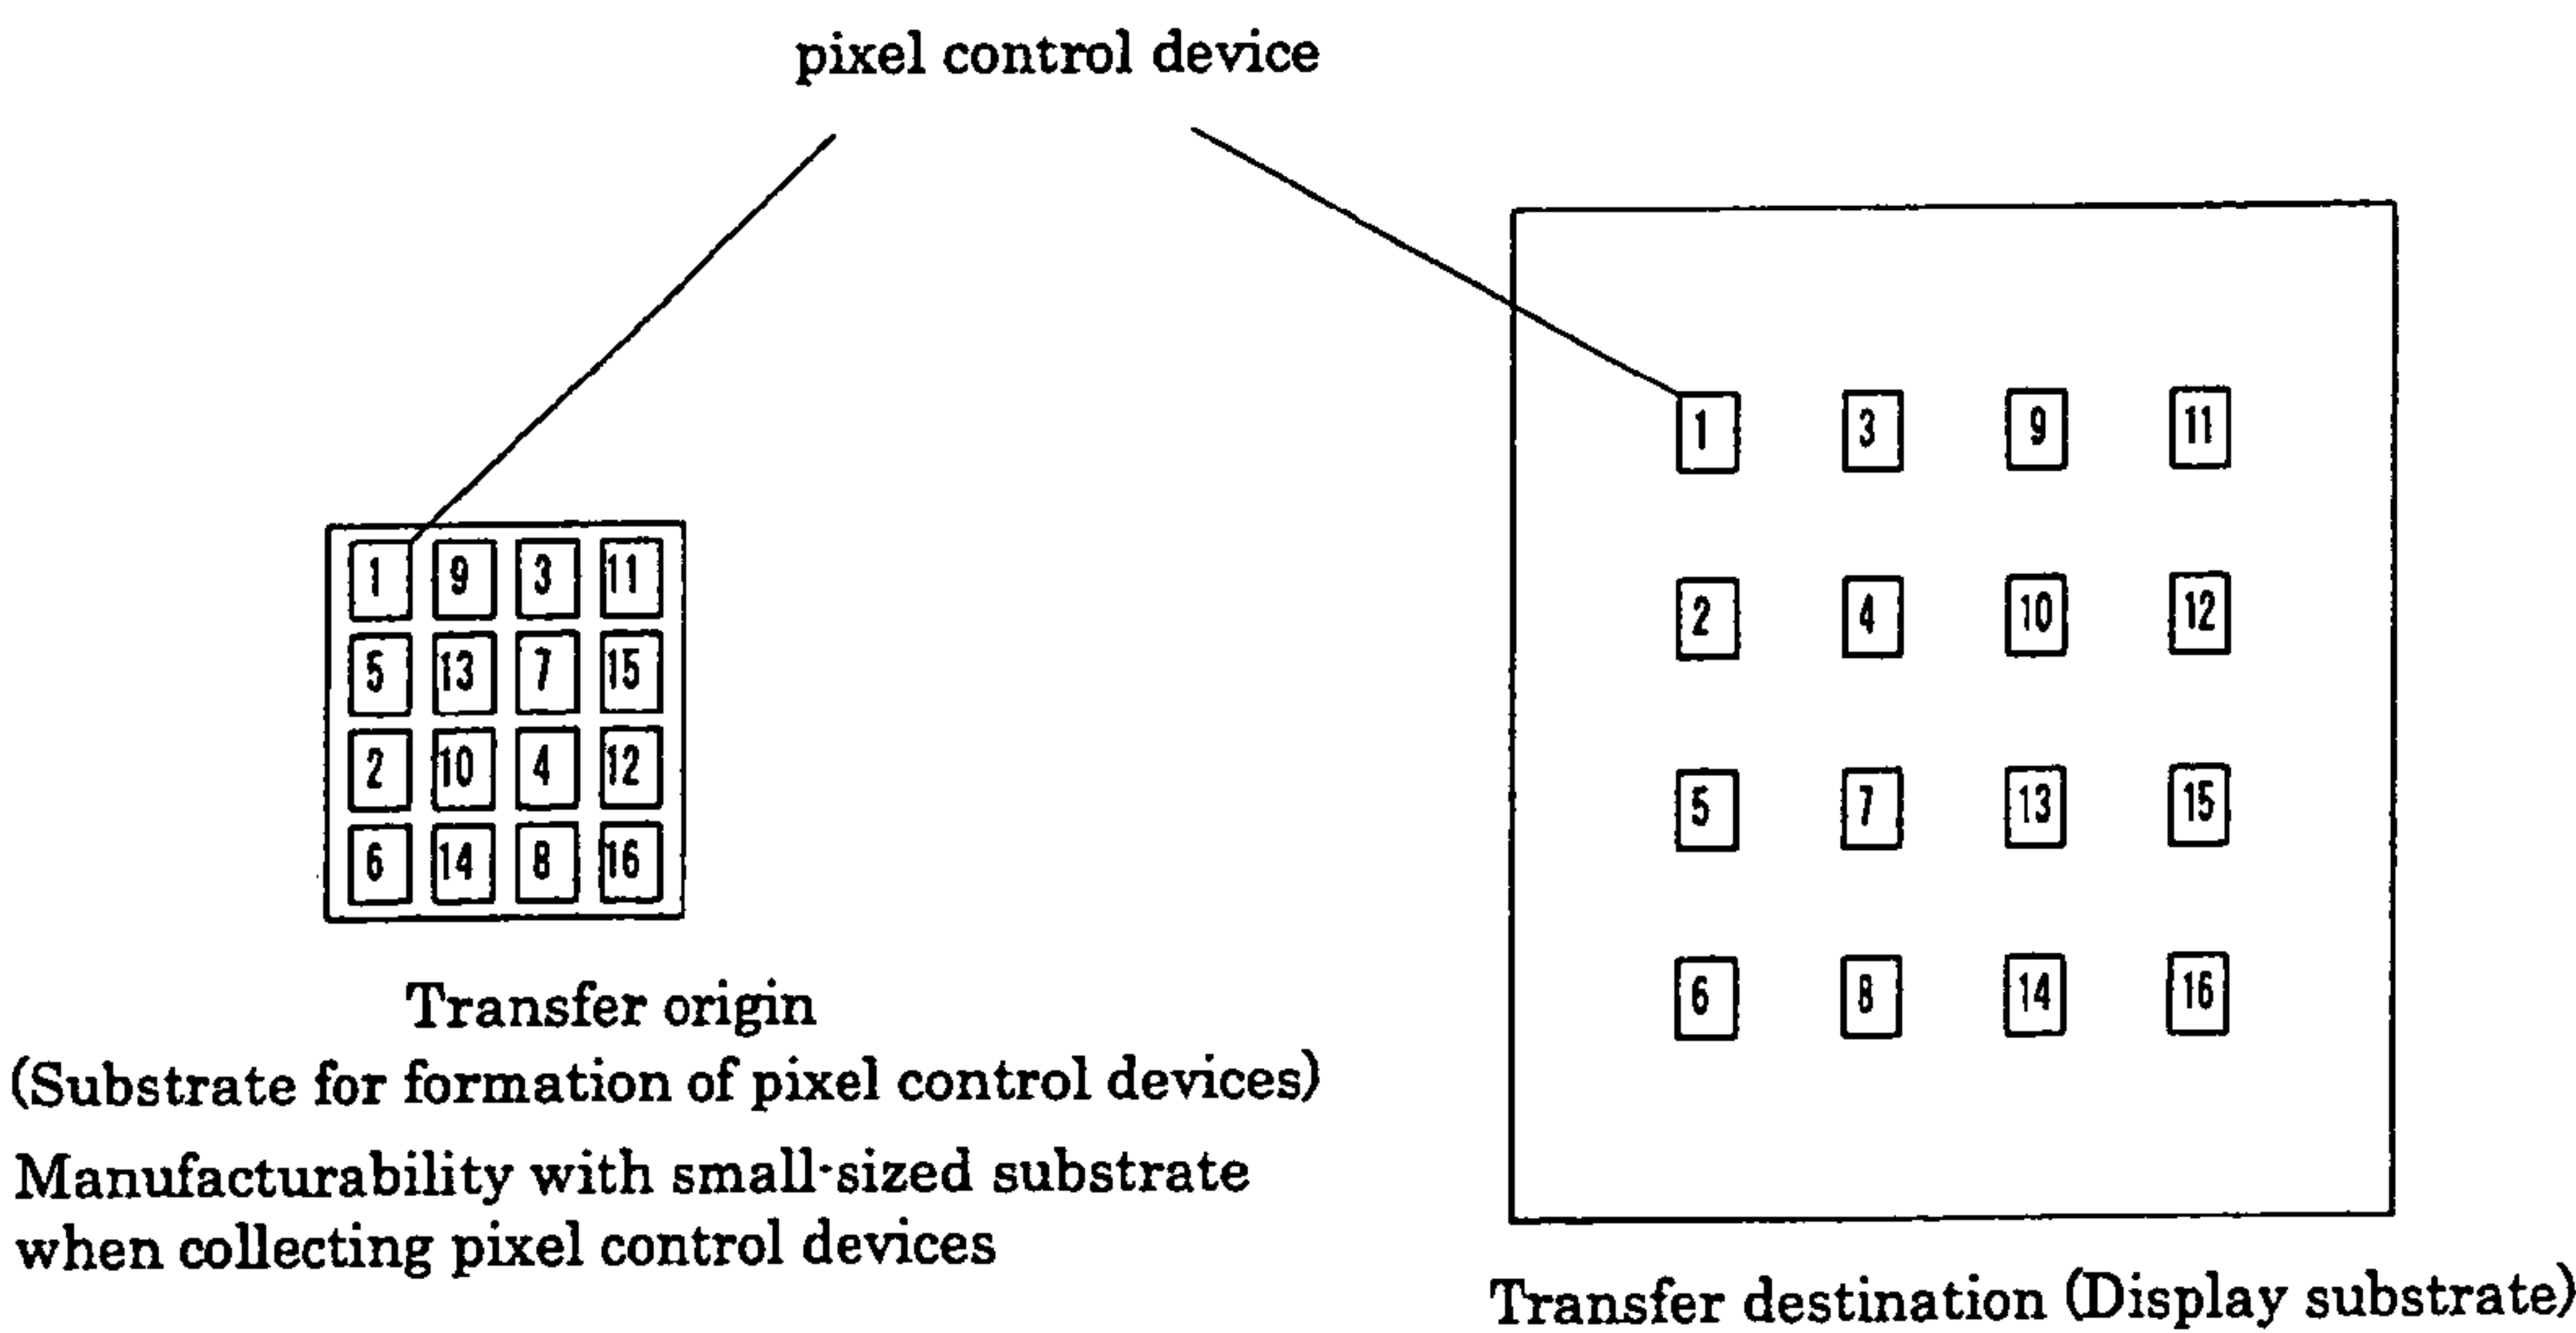 pixel control device
1 9 3 11
5 13 7 15
2 10 4 12
6 14 8 16
Transfer origin
(Substrate for formation of pixel control devices)
Manufacturability with small-sized substrate
when collecting pixel control devices
1 3 9 11
2 4 10 12
5 7 13 15
6 8 14 16
Transfer destination (Display substrate)